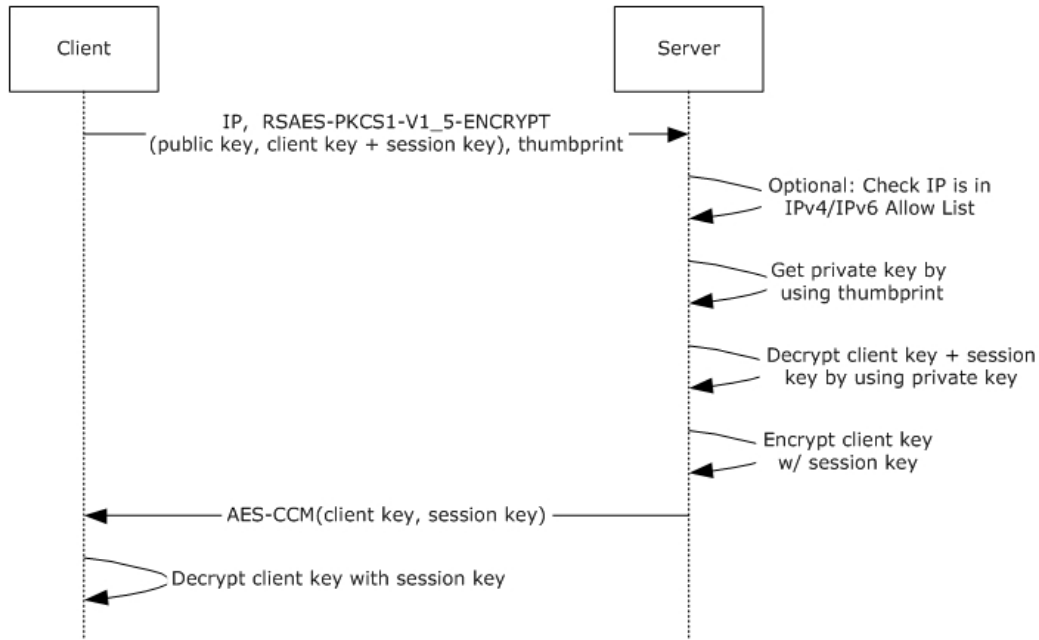 Client
Server
IP, RSAES-PKCS1-V1_5-ENCRYPT
(public key, client key + session key), thumbprint
Optional: Check IP is in
IPv4/IPv6 Allow List
Get private key by
using thumbprint
Decrypt client key + session
key by using private key
Encrypt client key
w/ session key
AES-CCM(client key, session key)
Decrypt client key with session key